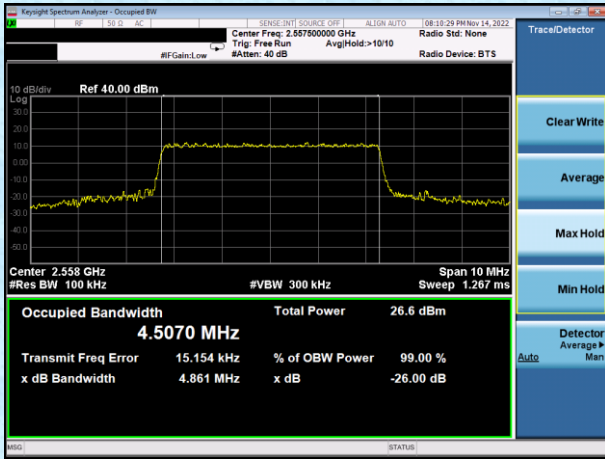 Keysight Spectrum Analyzer - Occupied BW
RF 50 Ω AC SENSE:INT SOURCE OFF ALIGN AUTO 08:10:29 PM Nov 14, 2022
Center Freq: 2.557500000 GHz Radio Std: None
Trig: Free Run Avg|Hold:>10/10
#IFGain:Low #Atten: 40 dB Radio Device: BTS
Trace/Detector
10 dB/div Ref 40.00 dBm
Log
30.0
20.0
10.0
0.00
-10.0
-20.0
-30.0
-40.0
-50.0
Center 2.558 GHz Span 10 MHz
#Res BW 100 kHz #VBW 300 kHz Sweep 1.267 ms
Occupied Bandwidth Total Power 26.6 dBm
4.5070 MHz
Transmit Freq Error 15.154 kHz % of OBW Power 99.00 %
x dB Bandwidth 4.861 MHz x dB -26.00 dB
Clear Write
Average
Max Hold
Min Hold
Detector
Average▶
Auto Man
MSG STATUS